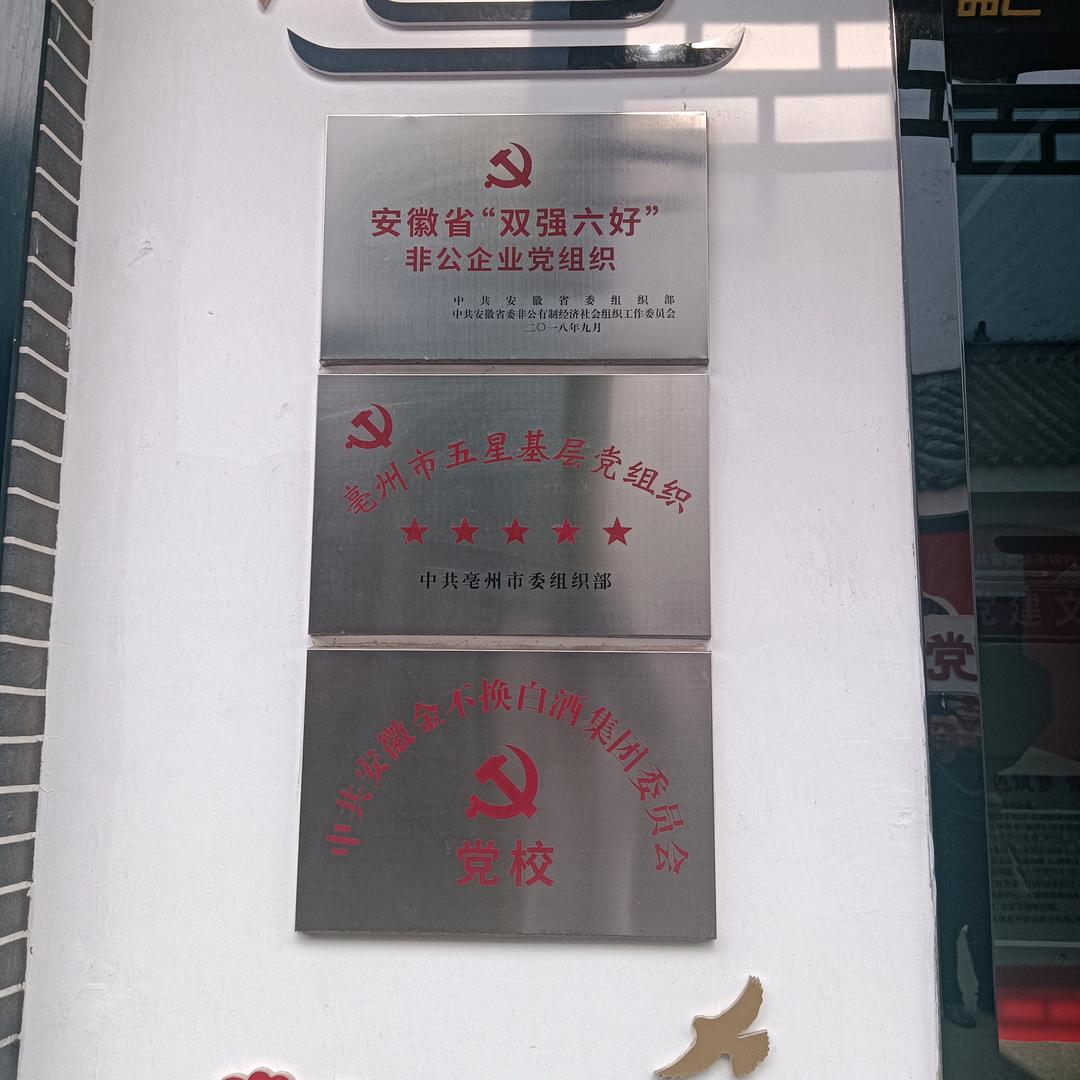 安徽省“双强六好”
非公企业党组织
中共安徽省委组织部
中共安徽省委非公有制经济社会组织工作委员会
二〇一八年九月
亳州市五星基层党组织
中共亳州市委组织部
中共安徽金不换白酒集团委员会
党校
党建文
党